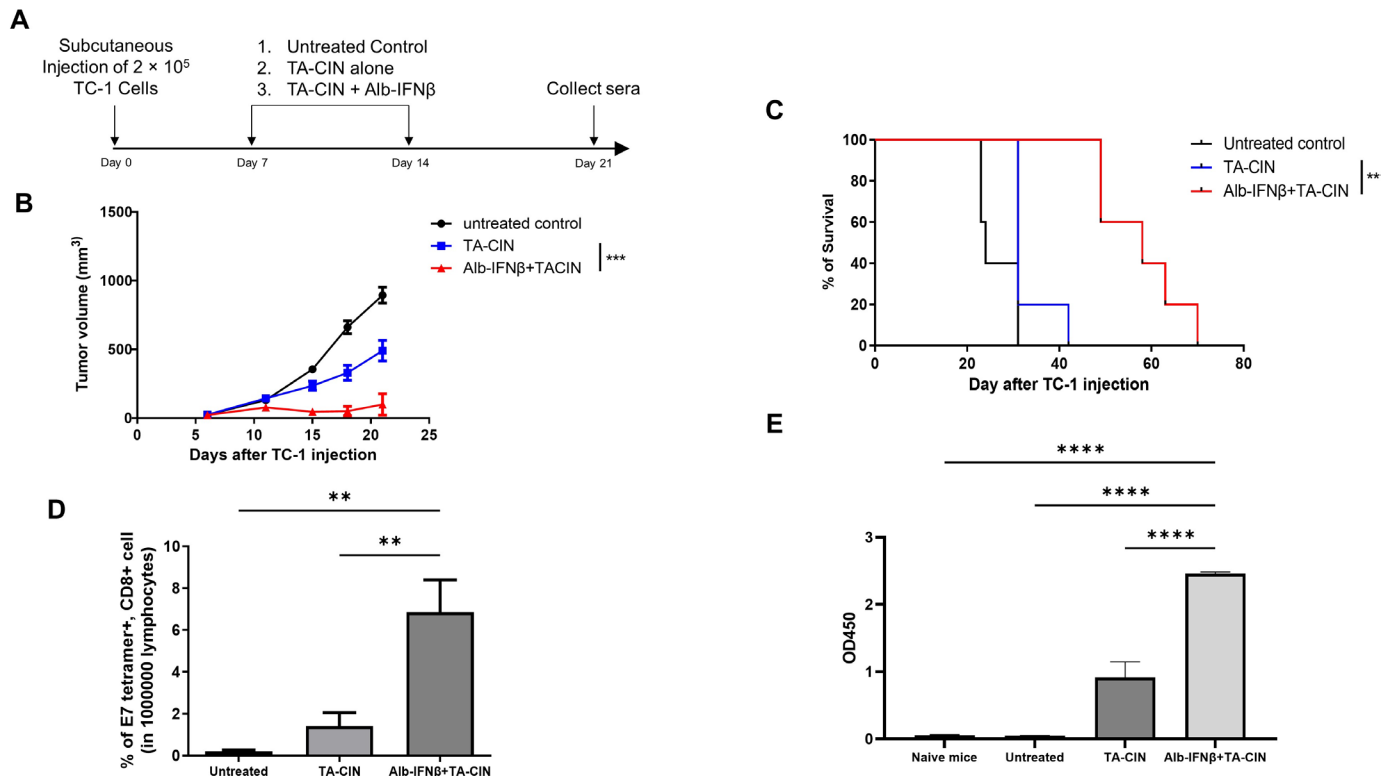 A
Subcutaneous
Injection of 2 × 10⁵
TC-1 Cells
1. Untreated Control
2. TA-CIN alone
3. TA-CIN + Alb-IFNβ
Collect sera
Day 0
Day 7
Day 14
Day 21
B
1500
1000
500
0
Tumor volume (mm³)
0 5 10 15 20 25
Days after TC-1 injection
untreated control
TA-CIN
Alb-IFNβ+TACIN
***
C
100
80
60
40
20
0
% of Survival
0 20 40 60 80
Day after TC-1 injection
Untreated control
TA-CIN
Alb-IFNβ+TA-CIN
**
D
**
**
10
8
6
4
2
0
% of E7 tetramer+, CD8+ cell
(in 1000000 lymphocytes)
Untreated TA-CIN Alb-IFNβ+TA-CIN
E
****
****
****
3
2
1
0
OD450
Naive mice Untreated TA-CIN Alb-IFNβ+TA-CIN